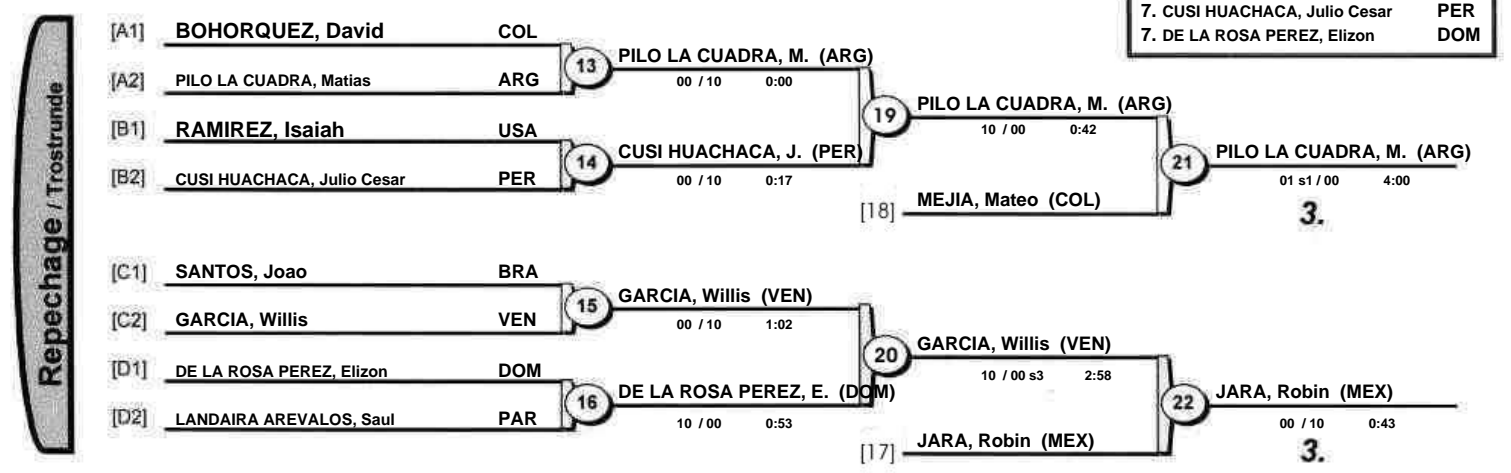 7. CUSI HUACHACA, Julio Cesar PER
7. DE LA ROSA PEREZ, Elizon DOM
Repechage / Trostrunde
[A1] BOHORQUEZ, David COL
13 PILO LA CUADRA, M. (ARG)
00 / 10 0:00
[A2] PILO LA CUADRA, Matias ARG
19 PILO LA CUADRA, M. (ARG)
10 / 00 0:42
[B1] RAMIREZ, Isaiah USA
14 CUSI HUACHACA, J. (PER)
00 / 10 0:17
[B2] CUSI HUACHACA, Julio Cesar PER
21 PILO LA CUADRA, M. (ARG)
01 s1 / 00 4:00
[18] MEJIA, Mateo (COL)
3.
[C1] SANTOS, Joao BRA
15 GARCIA, Willis (VEN)
00 / 10 1:02
[C2] GARCIA, Willis VEN
20 GARCIA, Willis (VEN)
10 / 00 s3 2:58
[D1] DE LA ROSA PEREZ, Elizon DOM
16 DE LA ROSA PEREZ, E. (DOM)
10 / 00 0:53
[D2] LANDAIRA AREVALOS, Saul PAR
22 JARA, Robin (MEX)
00 / 10 0:43
[17] JARA, Robin (MEX)
3.